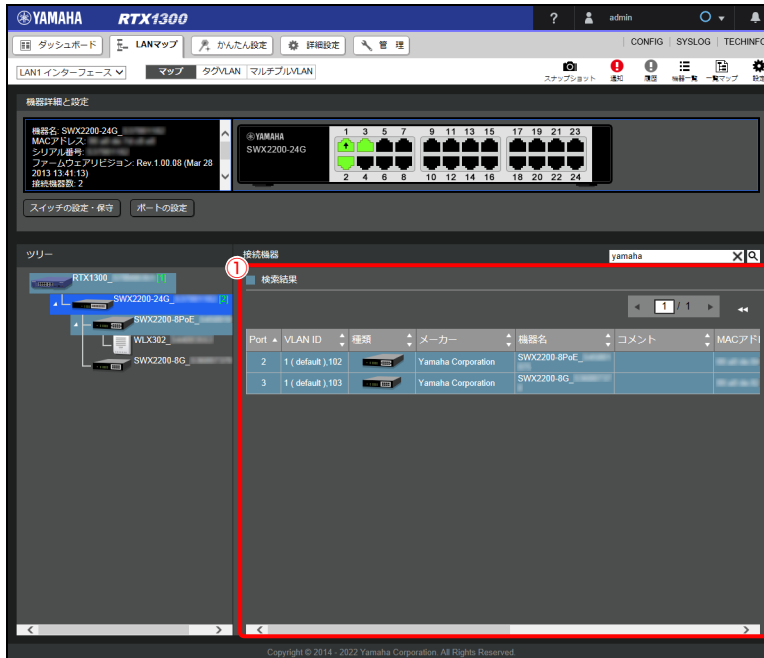 YAMAHA RTX1300 ? admin
ダッシュボード LANマップ かんたん設定 詳細設定 管 理 CONFIG SYSLOG TECHINFO
LAN1 インターフェース マップ タグVLAN マルチプルVLAN スナップショット 通知 履歴 機器一覧 一覧マップ 設定
機器詳細と設定
機器名: SWX2200-24G_
MACアドレス:
シリアル番号:
ファームウェアリビジョン: Rev.1.00.08 (Mar 28
2013 13:41:13)
接続機器数: 2
YAMAHA
SWX2200-24G
1 3 5 7 9 11 13 15 17 19 21 23
2 4 6 8 10 12 14 16 18 20 22 24
スイッチの設定・保守 ポートの設定
ツリー
RTX1300_ [1]
SWX2200-24G_ [2]
SWX2200-8PoE_
WLX302_
SWX2200-8G_
接続機器 yamaha
①
検索結果
1 / 1
Port VLAN ID 種類 メーカー 機器名 コメント MACアドレ
2 1 ( default ),102 Yamaha Corporation SWX2200-8PoE_
3 1 ( default ),103 Yamaha Corporation SWX2200-8G_
Copyright © 2014 - 2022 Yamaha Corporation. All Rights Reserved.